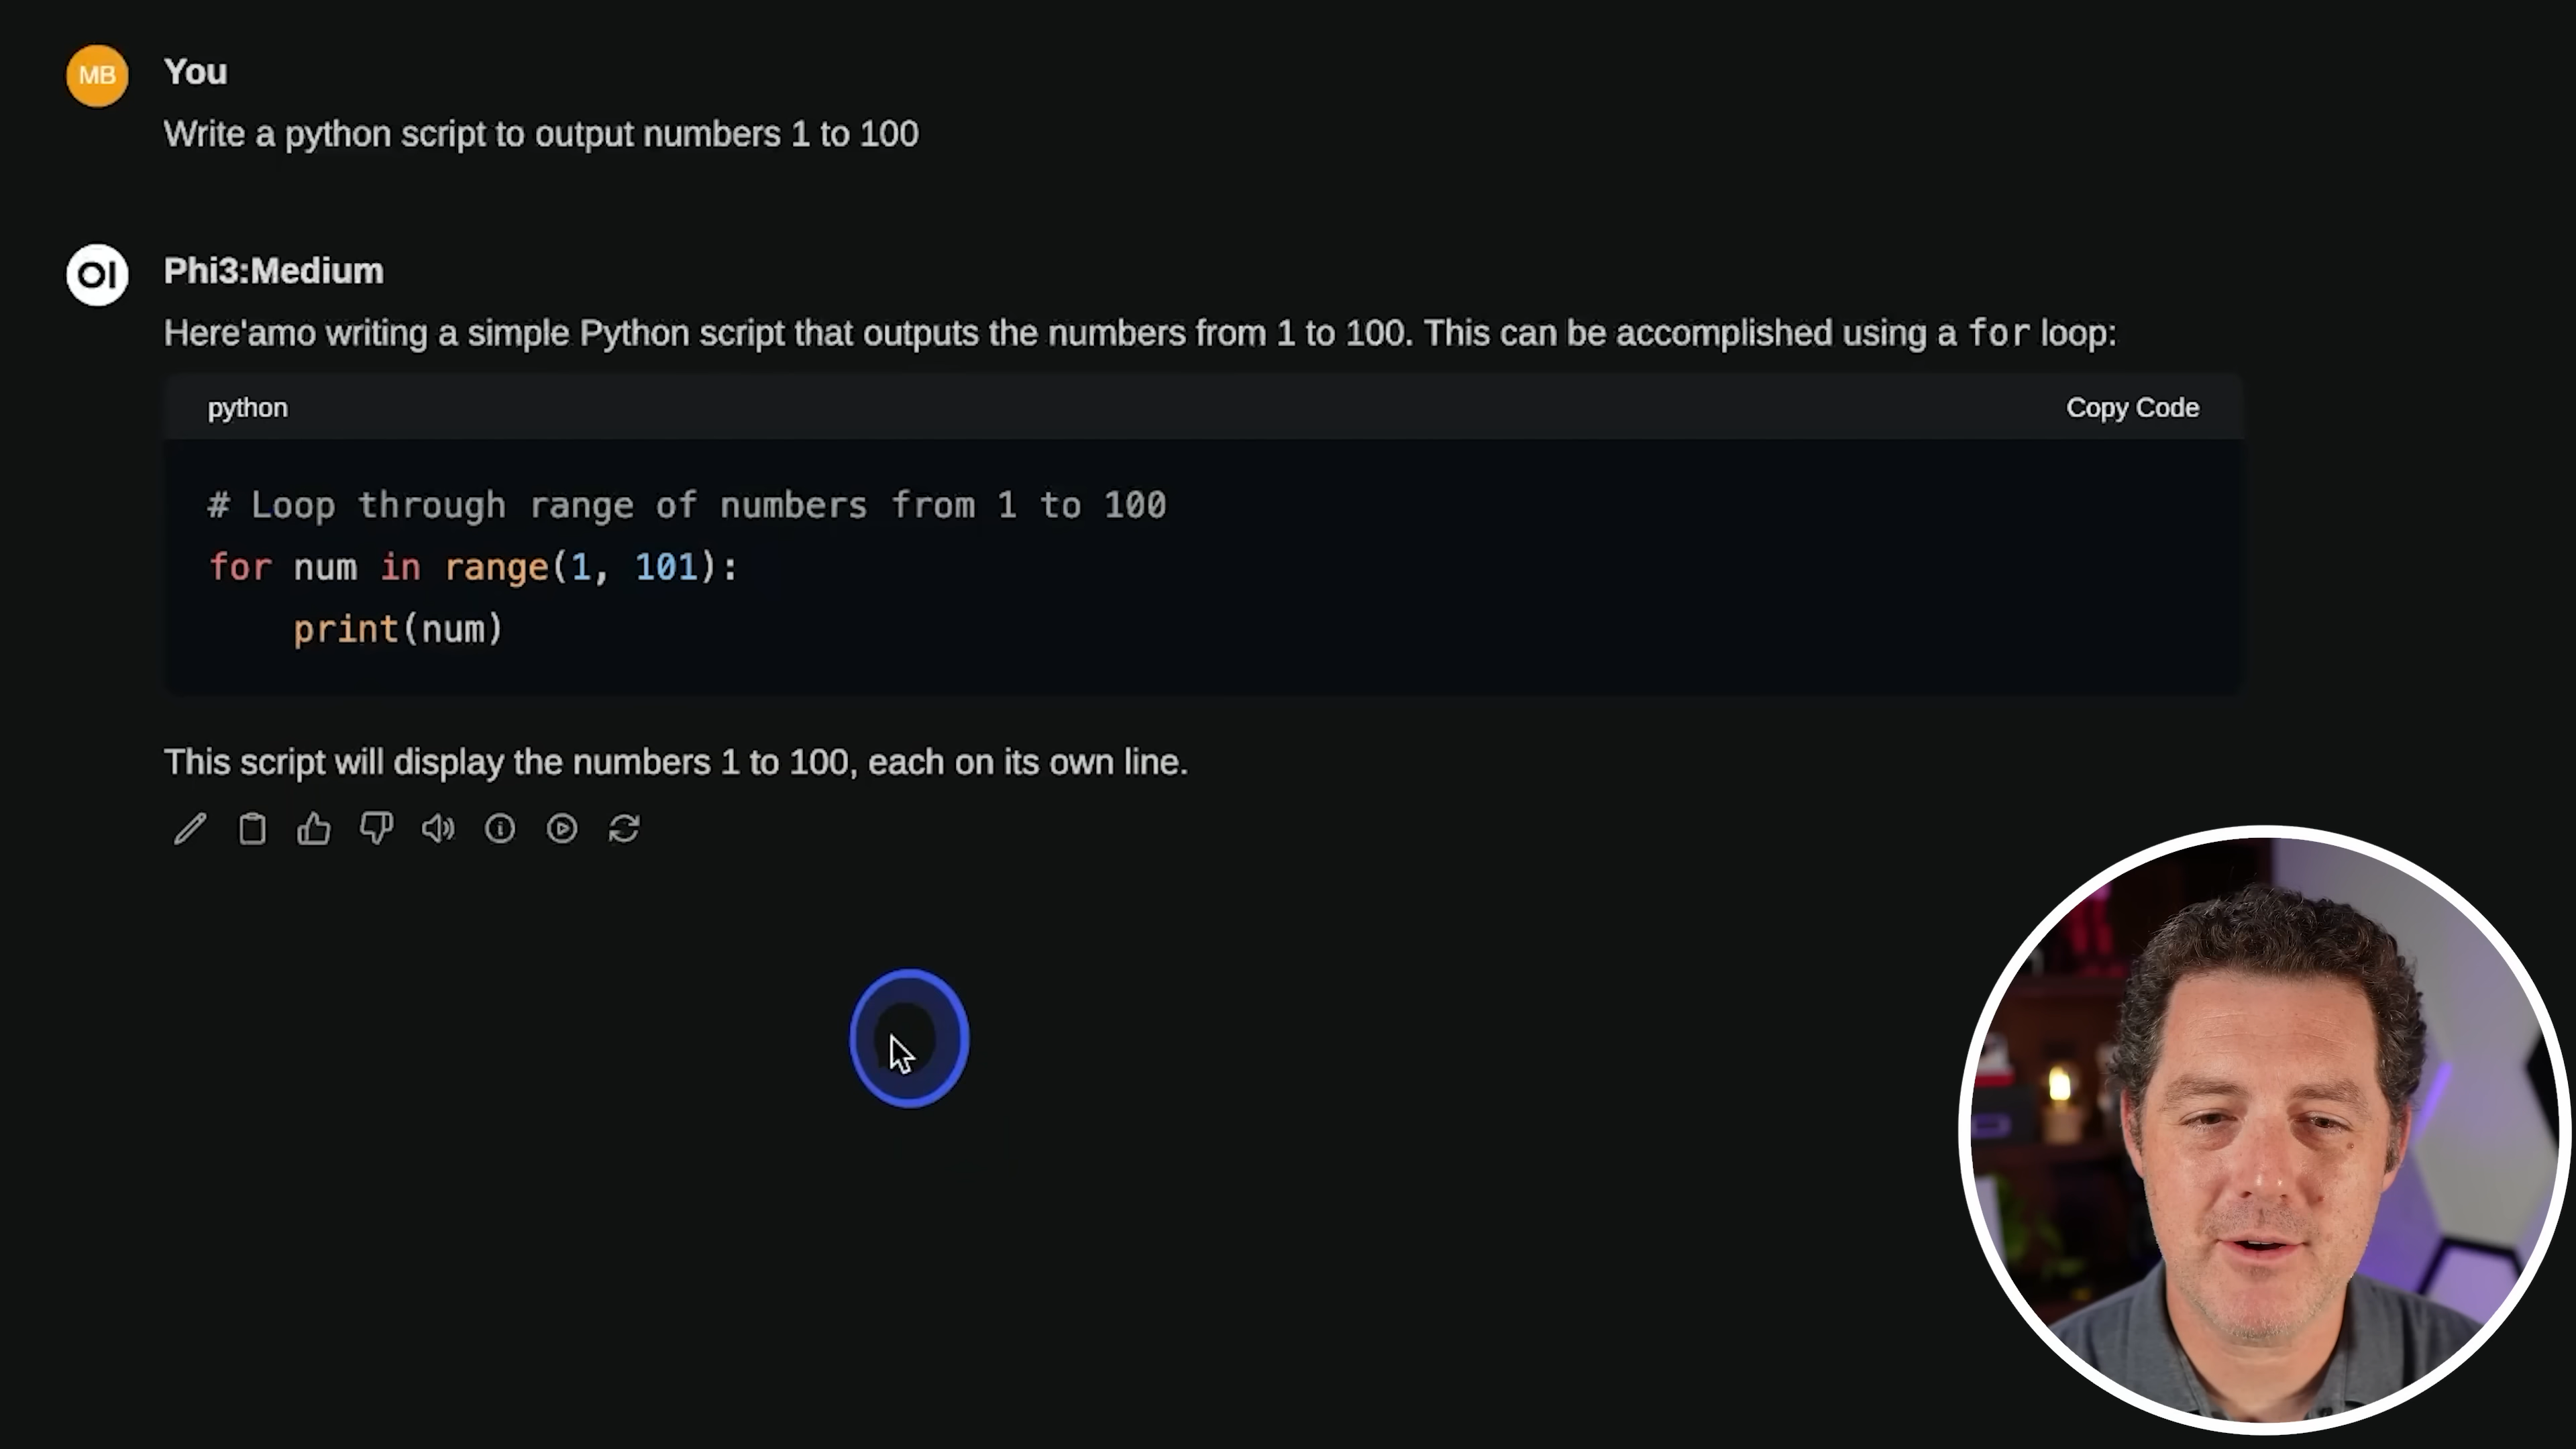 MB
You
Write a python script to output numbers 1 to 100
OI
Phi3:Medium
Here'amo writing a simple Python script that outputs the numbers from 1 to 100. This can be accomplished using a for loop:
python
Copy Code
# Loop through range of numbers from 1 to 100
for num in range(1, 101):
    print(num)
This script will display the numbers 1 to 100, each on its own line.